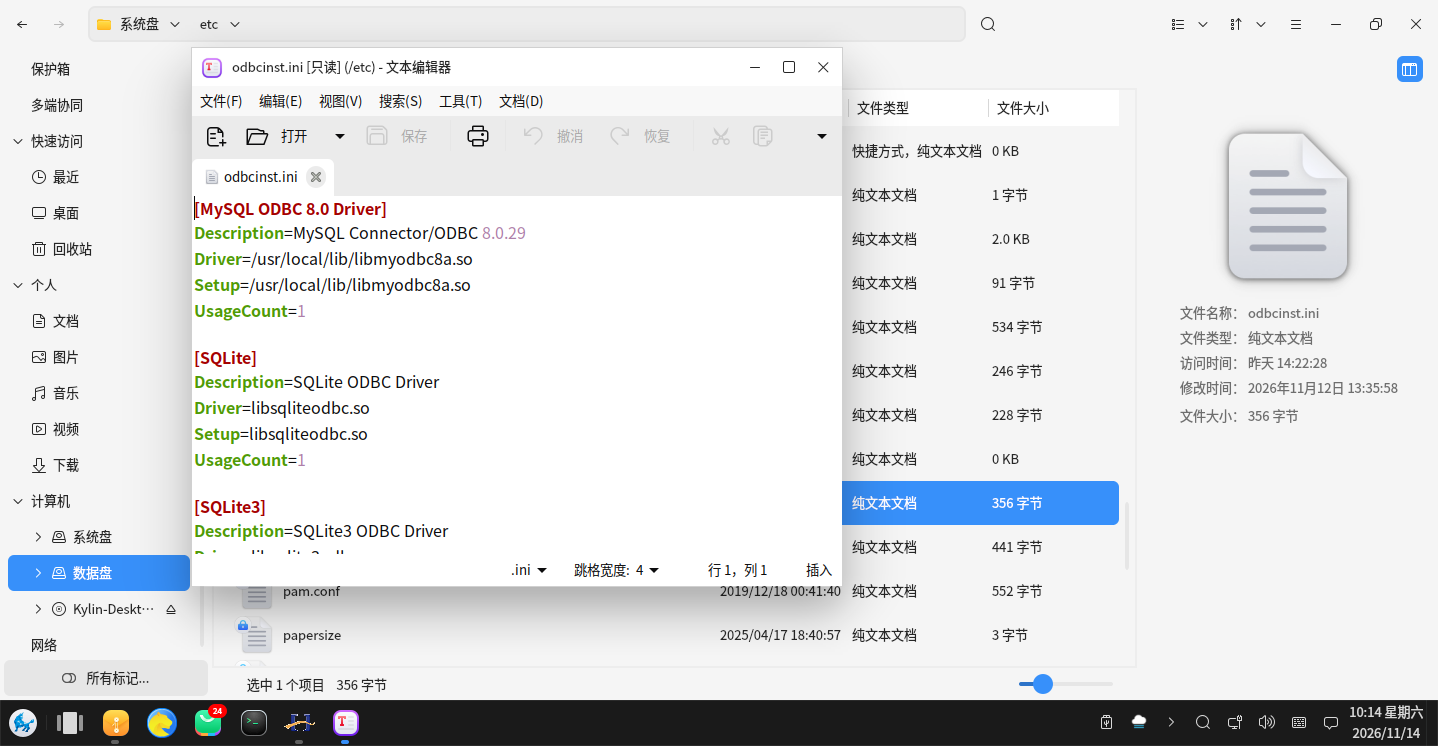 系统盘
etc
保护箱
多端协同
快速访问
最近
桌面
回收站
个人
文档
图片
音乐
视频
下载
计算机
系统盘
数据盘
Kylin-Deskt···
网络
所有标记...
odbcinst.ini [只读] (/etc) - 文本编辑器
文件(F) 编辑(E) 视图(V) 搜索(S) 工具(T) 文档(D)
打开 保存 撤消 恢复
odbcinst.ini
[MySQL ODBC 8.0 Driver]
Description=MySQL Connector/ODBC 8.0.29
Driver=/usr/local/lib/libmyodbc8a.so
Setup=/usr/local/lib/libmyodbc8a.so
UsageCount=1
[SQLite]
Description=SQLite ODBC Driver
Driver=libsqliteodbc.so
Setup=libsqliteodbc.so
UsageCount=1
[SQLite3]
Description=SQLite3 ODBC Driver
.ini 跳格宽度: 4 行 1，列 1 插入
文件类型 文件大小
快捷方式，纯文本文档 0 KB
纯文本文档 1 字节
纯文本文档 2.0 KB
纯文本文档 91 字节
纯文本文档 534 字节
纯文本文档 246 字节
纯文本文档 228 字节
纯文本文档 0 KB
纯文本文档 356 字节
纯文本文档 441 字节
pam.conf 2019/12/18 00:41:40 纯文本文档 552 字节
papersize 2025/04/17 18:40:57 纯文本文档 3 字节
选中 1 个项目 356 字节
文件名称: odbcinst.ini
文件类型: 纯文本文档
访问时间: 昨天 14:22:28
修改时间: 2026年11月12日 13:35:58
文件大小: 356 字节
24
10:14 星期六
2026/11/14